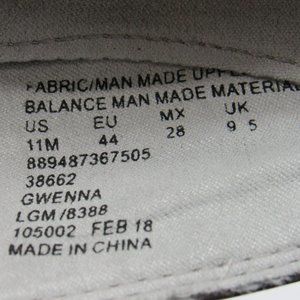 FABRIC/MAN MADE UPPE
BALANCE MAN MADE MATERIAL
US EU MX UK
11M 44 28 9 5
889487367505
38662
GWENNA
LGM /8388
105002 FEB 18
MADE IN CHINA